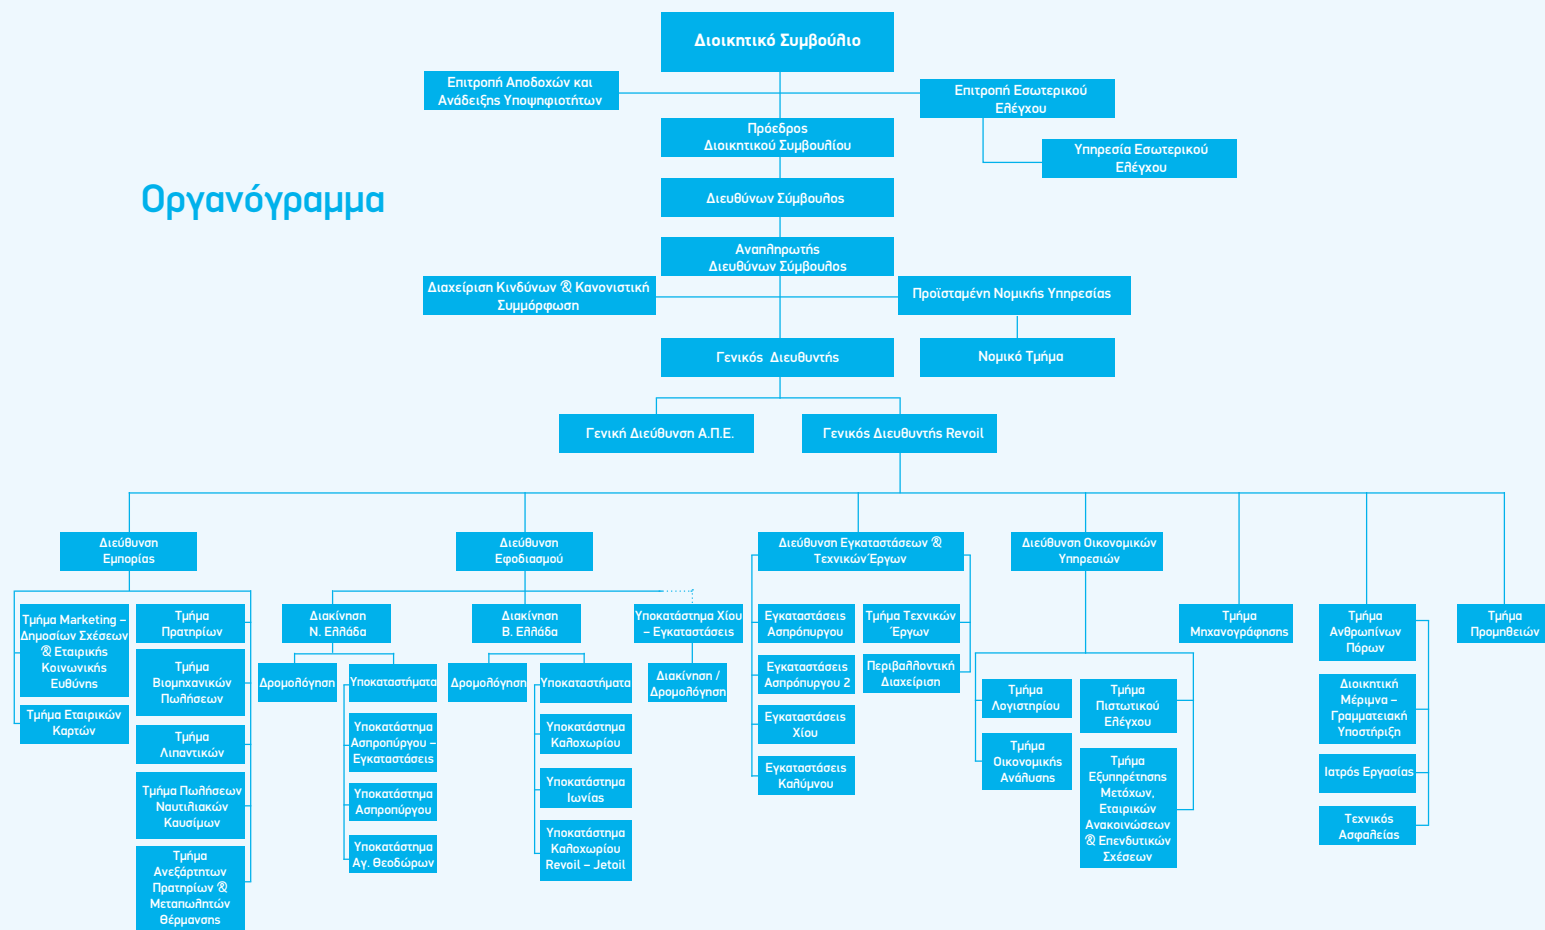 Διοικητικό Συμβούλιο
Επιτροπή Αποδοχών και
Ανάδειξης Υποψηφιοτήτων
Επιτροπή Εσωτερικού
Ελέγχου
Πρόεδρος
Διοικητικού Συμβουλίου
Υπηρεσία Εσωτερικού
Ελέγχου
Οργανόγραμμα
Διευθύνων Σύμβουλος
Αναπληρωτής
Διευθύνων Σύμβουλος
Διαχείριση Κινδύνων & Κανονιστική
Συμμόρφωση
Προϊσταμένη Νομικής Υπηρεσίας
Γενικός Διευθυντής
Νομικό Τμήμα
Γενική Διεύθυνση Α.Π.Ε.
Γενικός Διευθυντής Revoil
Διεύθυνση
Εμπορίας
Διεύθυνση
Εφοδιασμού
Διεύθυνση Εγκαταστάσεων &
Τεχνικών Έργων
Διεύθυνση Οικονομικών
Υπηρεσιών
Τμήμα Marketing –
Δημοσίων Σχέσεων
& Εταιρικής
Κοινωνικής
Ευθύνης
Τμήμα Εταιρικών
Καρτών
Τμήμα
Πρατηρίων
Τμήμα
Βιομηχανικών
Πωλήσεων
Τμήμα
Λιπαντικών
Τμήμα Πωλήσεων
Ναυτιλιακών
Καυσίμων
Τμήμα
Ανεξάρτητων
Πρατηρίων &
Μεταπωλητών
Θέρμανσης
Διακίνηση
Ν. Ελλάδα
Δρομολόγηση
Υποκαταστήματα
Υποκατάστημα
Ασπροπύργου –
Εγκαταστάσεις
Υποκατάστημα
Ασπροπύργου
Υποκατάστημα
Αγ. Θεοδώρων
Διακίνηση
Β. Ελλάδα
Δρομολόγηση
Υποκαταστήματα
Υποκατάστημα
Καλοχωρίου
Υποκατάστημα
Ιωνίας
Υποκατάστημα
Καλοχωρίου
Revoil – Jetoil
Υποκατάστημα Χίου
– Εγκαταστάσεις
Διακίνηση /
Δρομολόγηση
Εγκαταστάσεις
Ασπρόπυργου
Εγκαταστάσεις
Ασπρόπυργου 2
Εγκαταστάσεις
Χίου
Εγκαταστάσεις
Καλύμνου
Τμήμα Τεχνικών
Έργων
Περιβαλλοντική
Διαχείριση
Τμήμα
Λογιστηρίου
Τμήμα
Οικονομικής
Ανάλυσης
Τμήμα
Πιστωτικού
Ελέγχου
Τμήμα
Εξυπηρέτησης
Μετόχων,
Εταιρικών
Ανακοινώσεων
& Επενδυτικών
Σχέσεων
Τμήμα
Μηχανογράφησης
Τμήμα
Ανθρωπίνων
Πόρων
Διοικητική
Μέριμνα –
Γραμματειακή
Υποστήριξη
Ιατρός Εργασίας
Τεχνικός
Ασφαλείας
Τμήμα
Προμηθειών